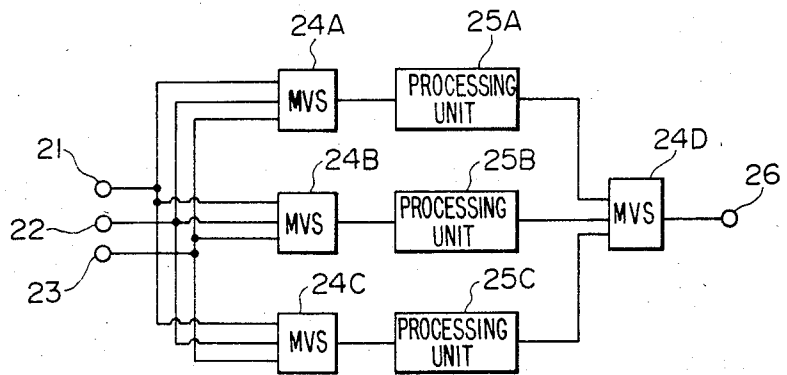 24A
25A
MVS
PROCESSING
UNIT
21
24B
25B
24D
26
MVS
PROCESSING
UNIT
MVS
22
23
24C
25C
MVS
PROCESSING
UNIT